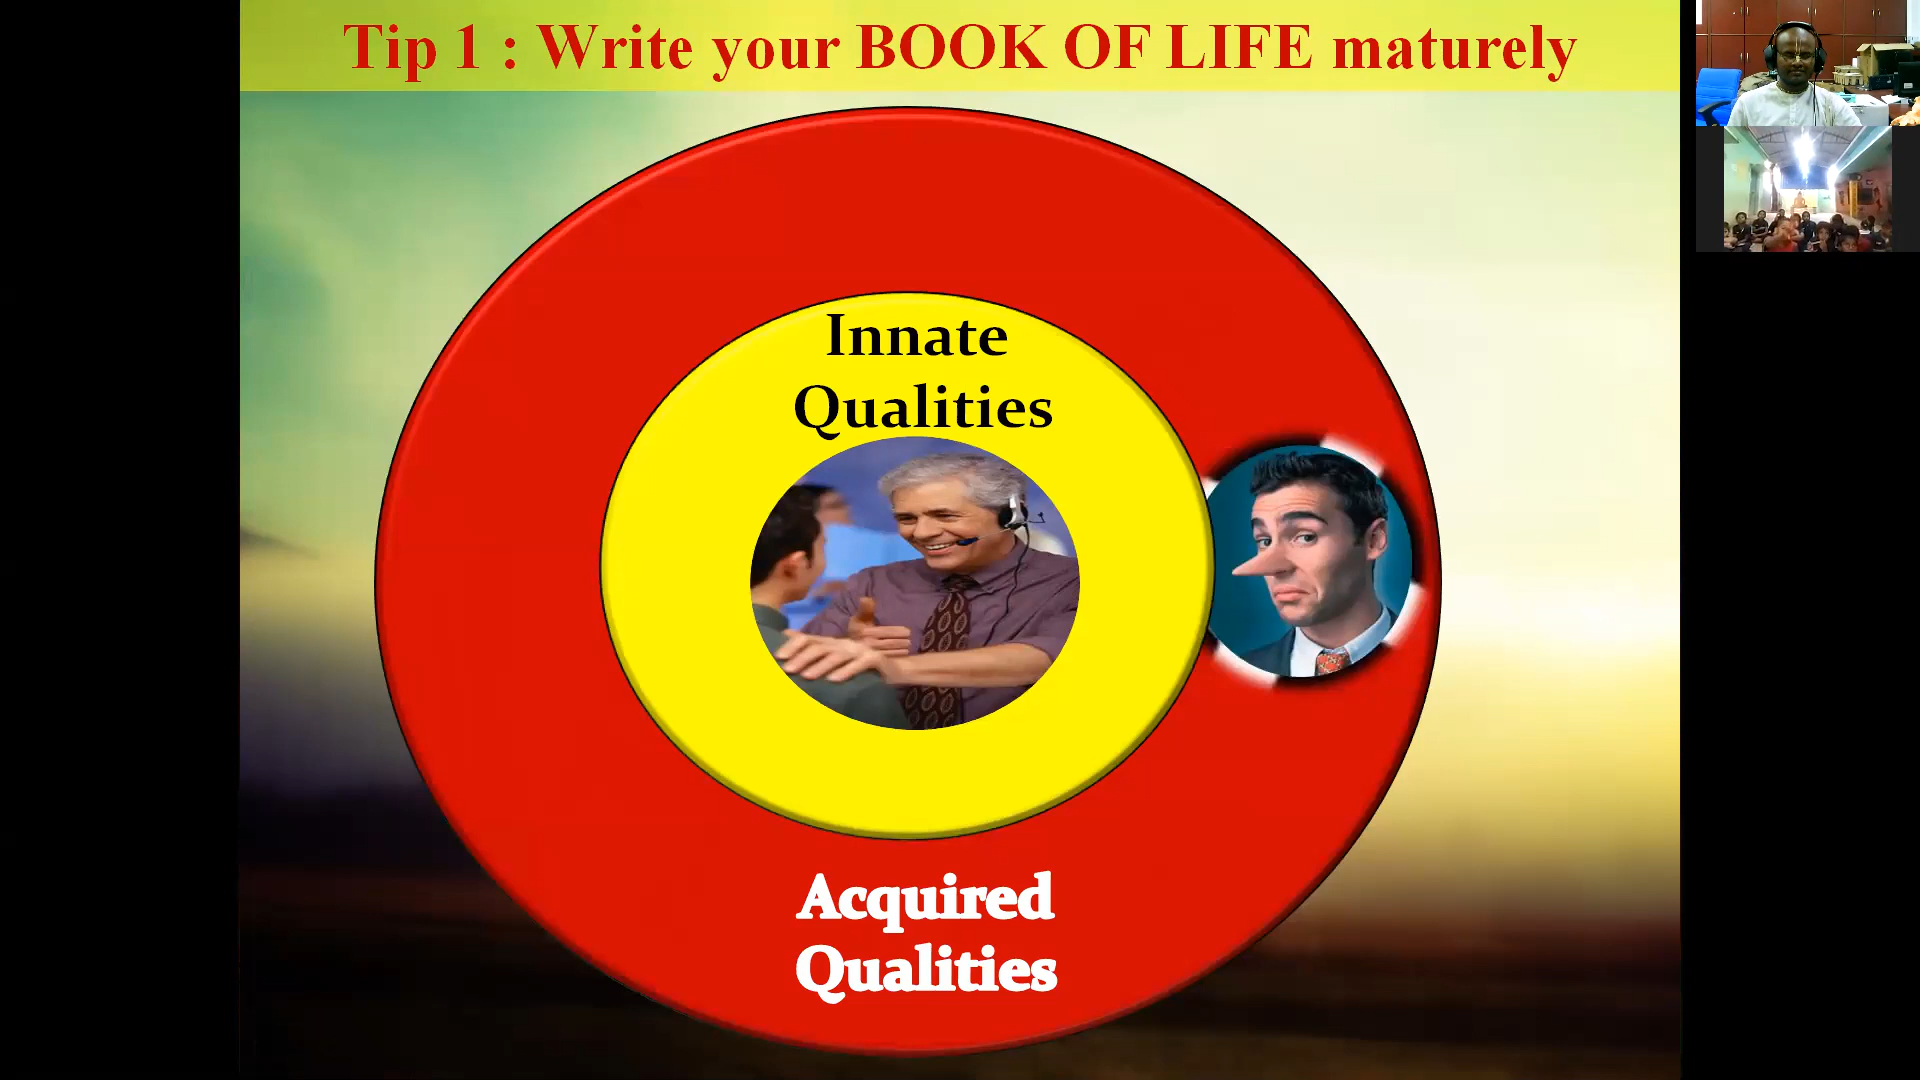 Tip 1 : Write your BOOK OF LIFE maturely
Innate
Qualities
Acquired
Qualities